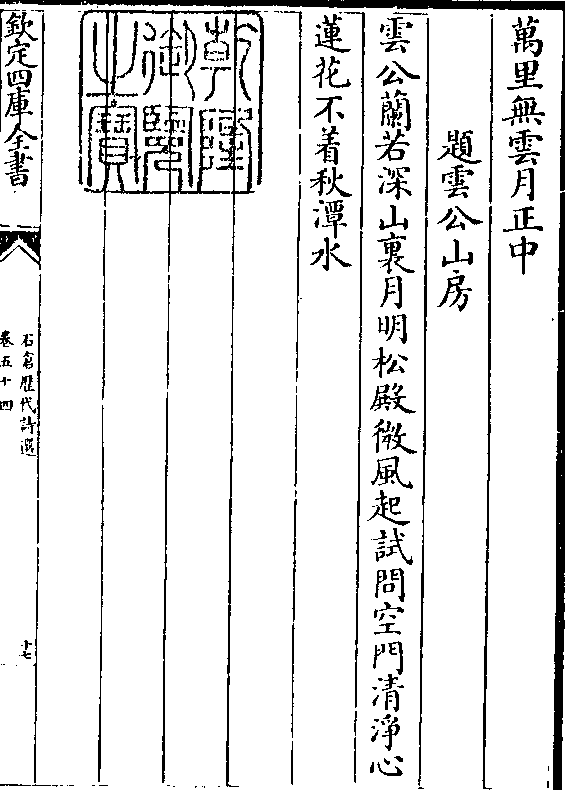 萬里無雲月正中
題雲公山房
雲公蘭若深山裏月明松殿微風起試問空門清淨心
蓮花不着秋潭水
乾隆御覽之寶
欽定四庫全書
石倉歷代詩選
卷五十四
十七